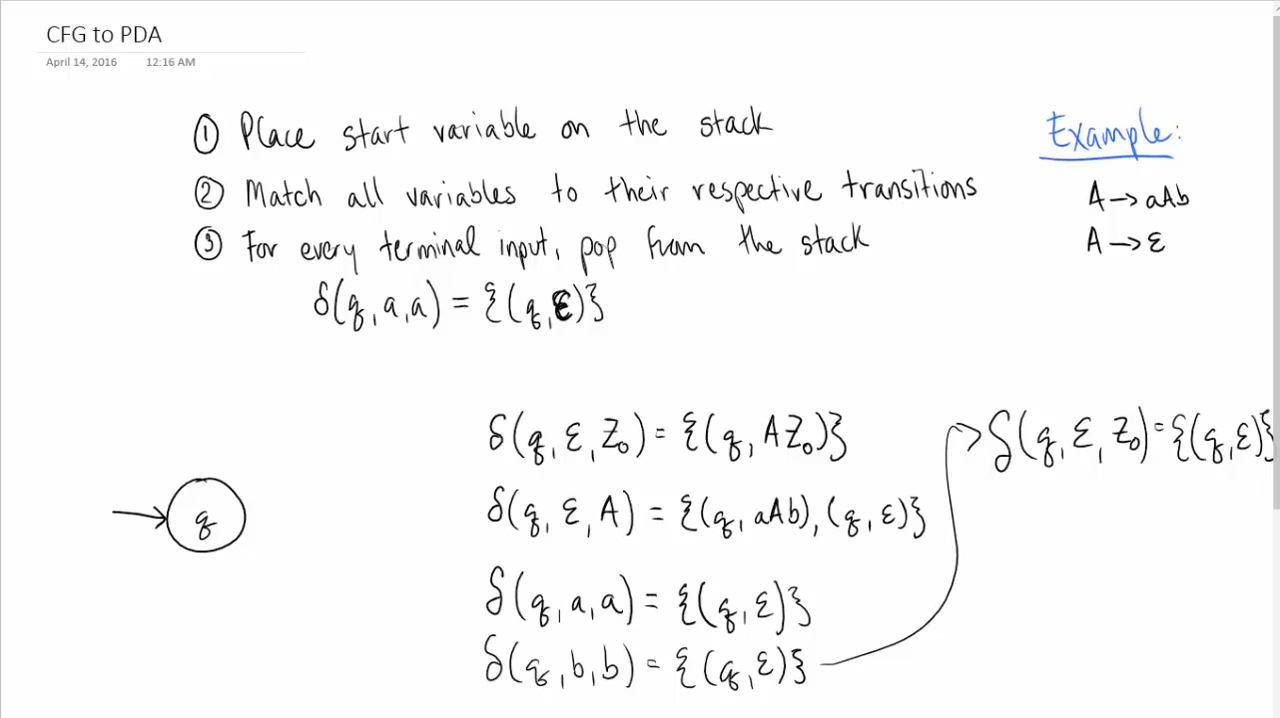 CFG to PDA
April 14, 2016 12:16 AM
① Place start variable on the stack
② Match all variables to their respective transitions
③ For every terminal input, pop from the stack
δ(q, a, a) = {(q, ε)}
Example:
A → aAb
A → ε
δ(q, ε, Z₀) = {(q, AZ₀)}
δ(q, ε, A) = {(q, aAb), (q, ε)}
δ(q, a, a) = {(q, ε)}
δ(q, b, b) = {(q, ε)}
δ(q, ε, Z₀) = {(q, ε)}
q